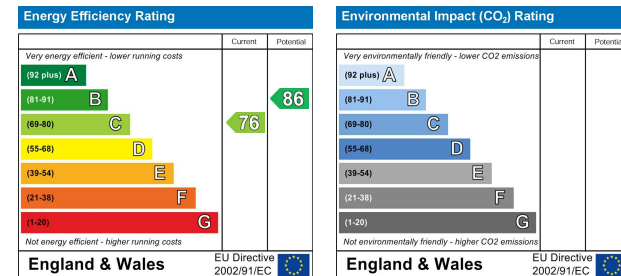 Energy Efficiency Rating
Current Potential
Very energy efficient - lower running costs
(92 plus) A
(81-91) B
86
(69-80) C
76
(55-68) D
(39-54) E
(21-38) F
(1-20) G
Not energy efficient - higher running costs
England & Wales
EU Directive
2002/91/EC
Environmental Impact (CO₂) Rating
Current Potentia
Very environmentally friendly - lower CO2 emissions
(92 plus) A
(81-91) B
(69-80) C
(55-68) D
(39-54) E
(21-38) F
(1-20) G
Not environmentally friendly - higher CO2 emissions
England & Wales
EU Directive
2002/91/EC